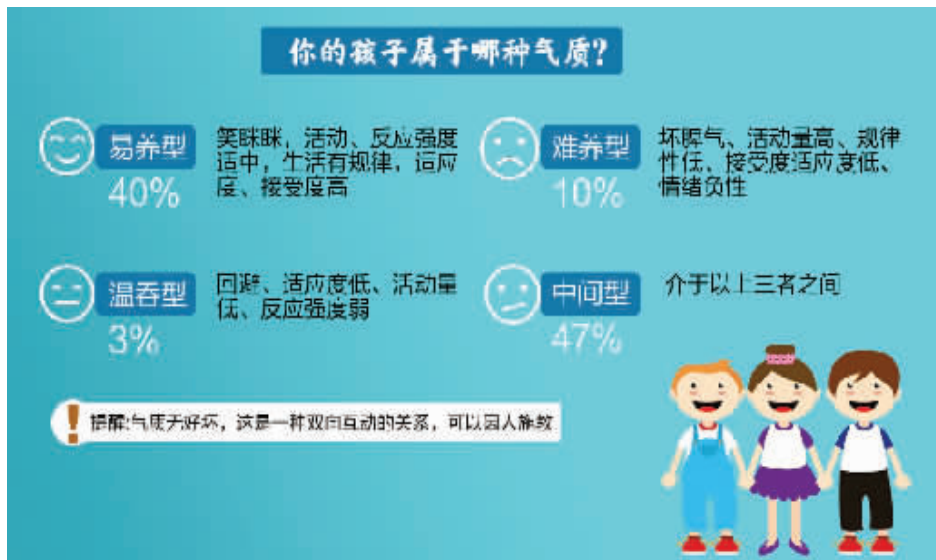 你的孩子属于哪种气质?
易养型
40%
笑眯眯，活动、反应强度
适中，生活有规律，适应
度、接受度高
难养型
10%
坏脾气、活动量高、规律
性低、接受度适应度低、
情绪负性
温吞型
3%
回避、适应度低、活动量
低、反应强度弱
中间型
47%
介于以上三者之间
提醒:气质无好坏，这是一种双向互动的关系，可以因人施教